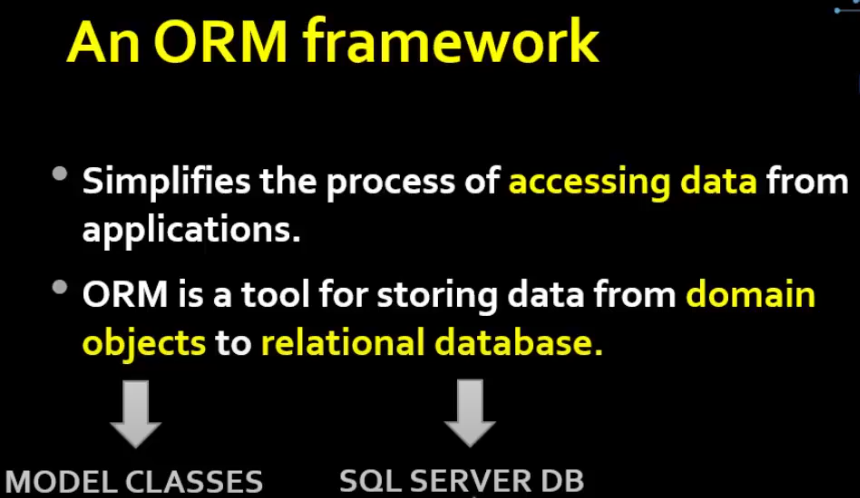 An ORM framework
• Simplifies the process of accessing data from
applications.
• ORM is a tool for storing data from domain
objects to relational database.
MODEL CLASSES SQL SERVER DB